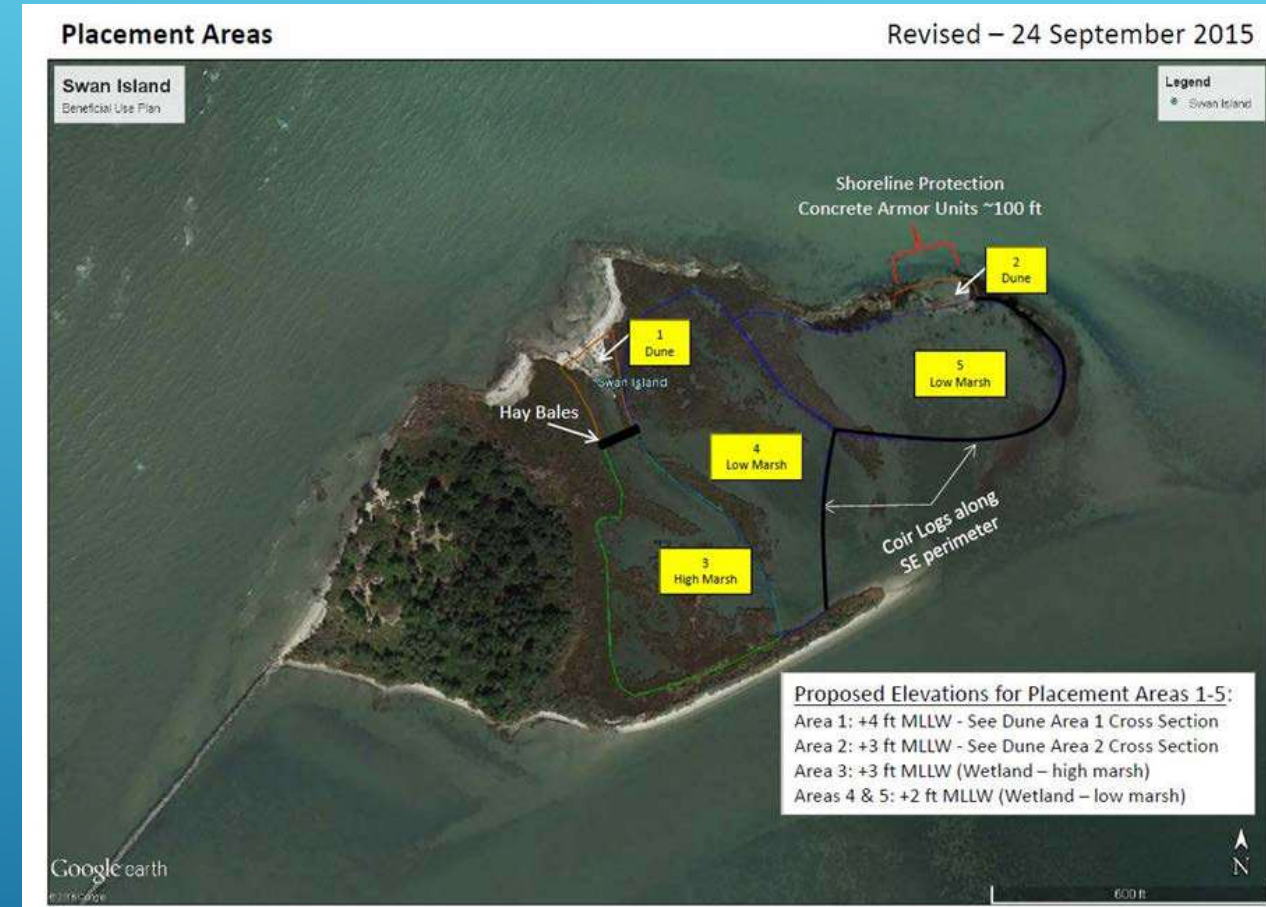 Placement Areas
Revised – 24 September 2015
Swan Island
Beneficial Use Plan
Legend
Swan Island
Shoreline Protection
Concrete Armor Units ~100 ft
2
Dune
1
Dune
Swan Island
5
Low Marsh
Hay Bales
4
Low Marsh
Coir Logs along
SE perimeter
3
High Marsh
Proposed Elevations for Placement Areas 1-5:
Area 1: +4 ft MLLW - See Dune Area 1 Cross Section
Area 2: +3 ft MLLW - See Dune Area 2 Cross Section
Area 3: +3 ft MLLW (Wetland – high marsh)
Areas 4 & 5: +2 ft MLLW (Wetland – low marsh)
N
Google earth
600 ft